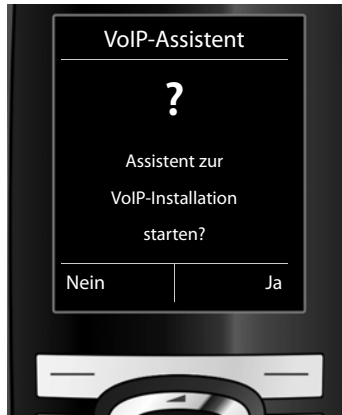 VoIP-Assistent
?
Assistent zur
VoIP-Installation
starten?
Nein Ja